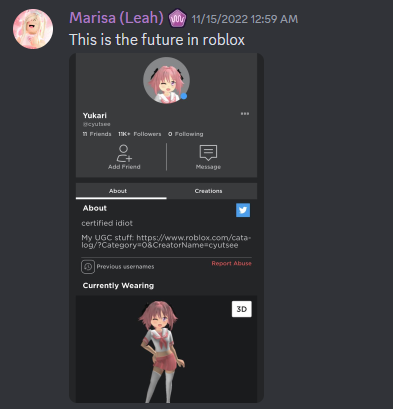 Marisa (Leah) 11/15/2022 12:59 AM
This is the future in roblox
Yukari
@cyutsee
11 Friends 11K+ Followers 0 Following
Add Friend Message
About Creations
About
certified idiot
My UGC stuff: https://www.roblox.com/cata-
log/?Category=0&CreatorName=cyutsee
Previous usernames Report Abuse
Currently Wearing
3D